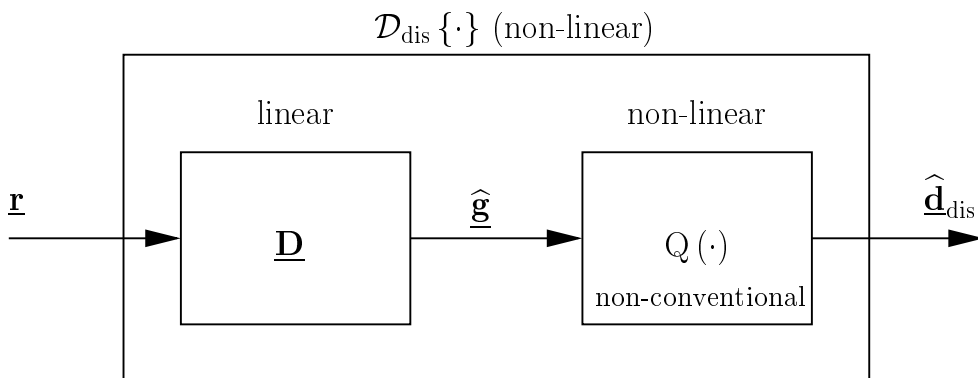 𝒟_dis {·} (non-linear)
linear
non-linear
r
D
ĝ
Q (·)
non-conventional
d̂_dis